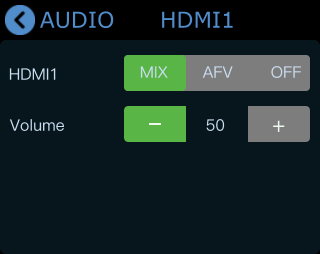 AUDIO HDMI1
HDMI1 MIX AFV OFF
Volume − 50 +